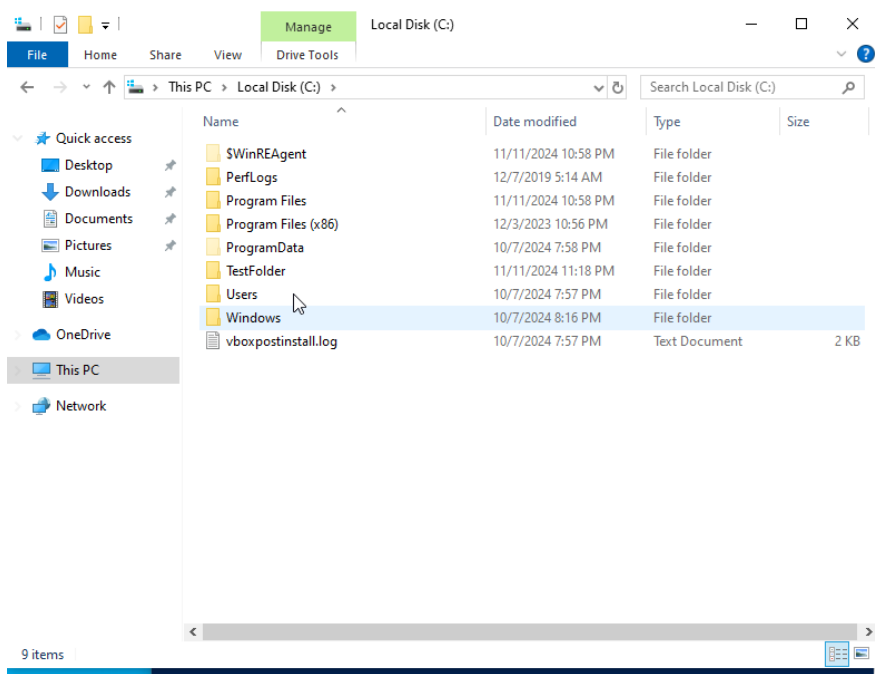 Manage Local Disk (C:)
File Home Share View Drive Tools
This PC Local Disk (C:) Search Local Disk (C:)
Name Date modified Type Size
Quick access
Desktop
Downloads
Documents
Pictures
Music
Videos
OneDrive
This PC
Network
$WinREAgent 11/11/2024 10:58 PM File folder
PerfLogs 12/7/2019 5:14 AM File folder
Program Files 11/11/2024 10:58 PM File folder
Program Files (x86) 12/3/2023 10:56 PM File folder
ProgramData 10/7/2024 7:58 PM File folder
TestFolder 11/11/2024 11:18 PM File folder
Users 10/7/2024 7:57 PM File folder
Windows 10/7/2024 8:16 PM File folder
vboxpostinstall.log 10/7/2024 7:57 PM Text Document 2 KB
9 items